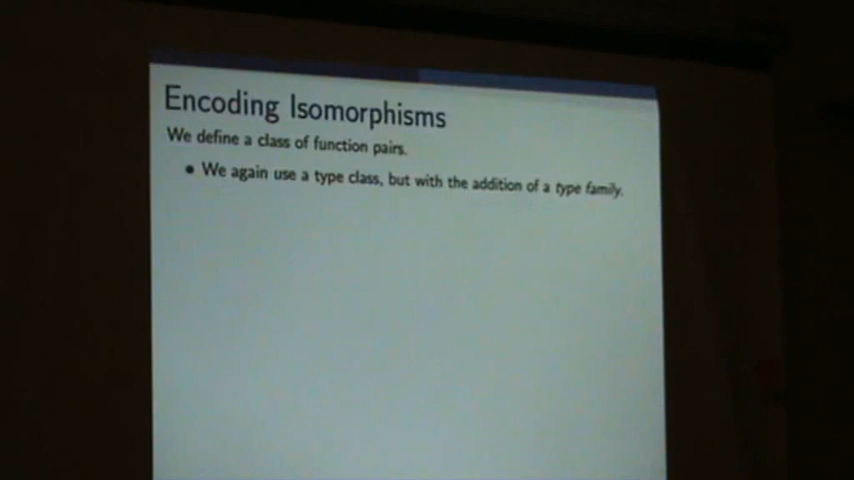 Encoding Isomorphisms
We define a class of function pairs.
• We again use a type class, but with the addition of a type family.